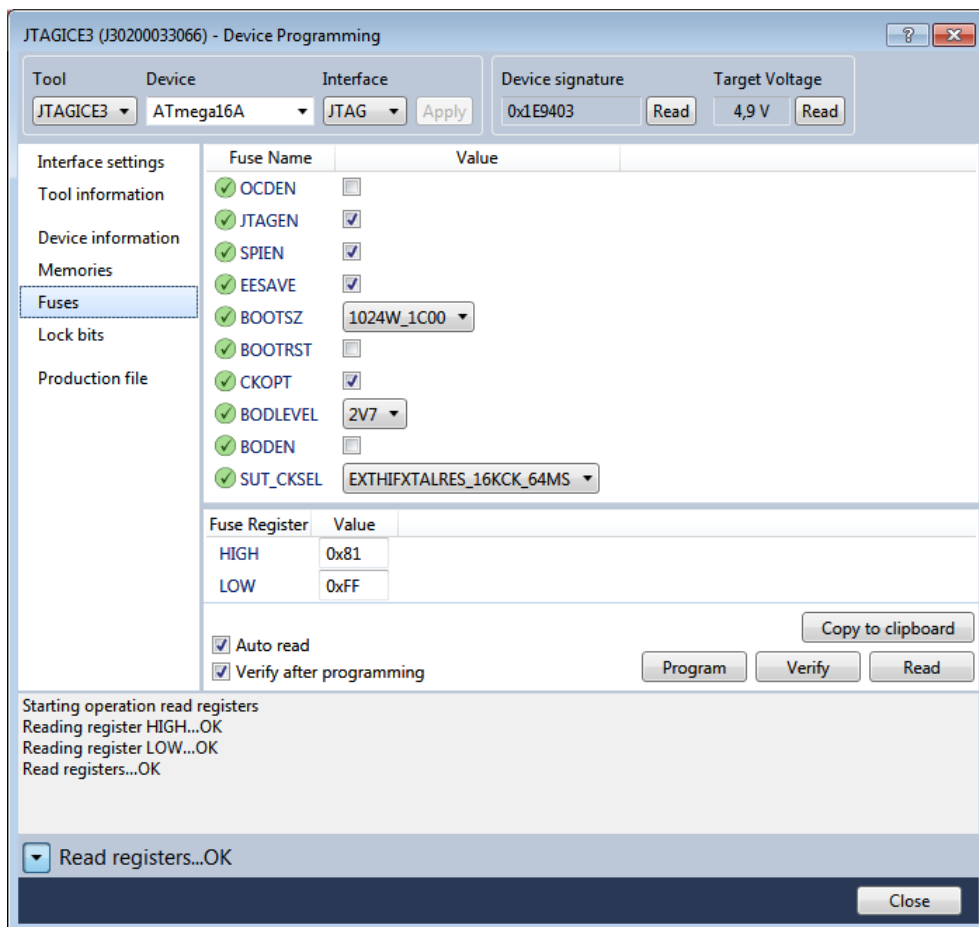 JTAGICE3 (J30200033066) - Device Programming
Tool Device Interface Device signature Target Voltage
JTAGICE3 ATmega16A JTAG Apply 0x1E9403 Read 4,9 V Read
Interface settings
Tool information
Device information
Memories
Fuses
Lock bits
Production file
Fuse Name Value
OCDEN
JTAGEN
SPIEN
EESAVE
BOOTSZ 1024W_1C00
BOOTRST
CKOPT
BODLEVEL 2V7
BODEN
SUT_CKSEL EXTHIFXTALRES_16KCK_64MS
Fuse Register Value
HIGH 0x81
LOW 0xFF
Copy to clipboard
Auto read
Verify after programming
Program Verify Read
Starting operation read registers
Reading register HIGH...OK
Reading register LOW...OK
Read registers...OK
Read registers...OK
Close